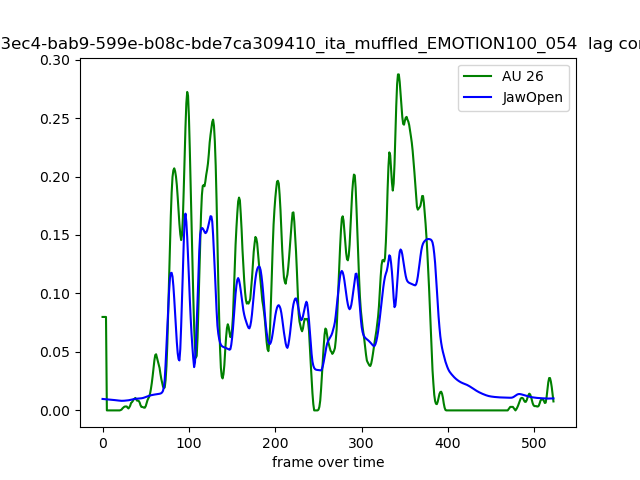 3ec4-bab9-599e-b08c-bde7ca309410_ita_muffled_EMOTION100_054 lag
0.30
AU 26
JawOpen
0.25
0.20
0.15
0.10
0.05
0.00
0 100 200 300 400 500
frame over time